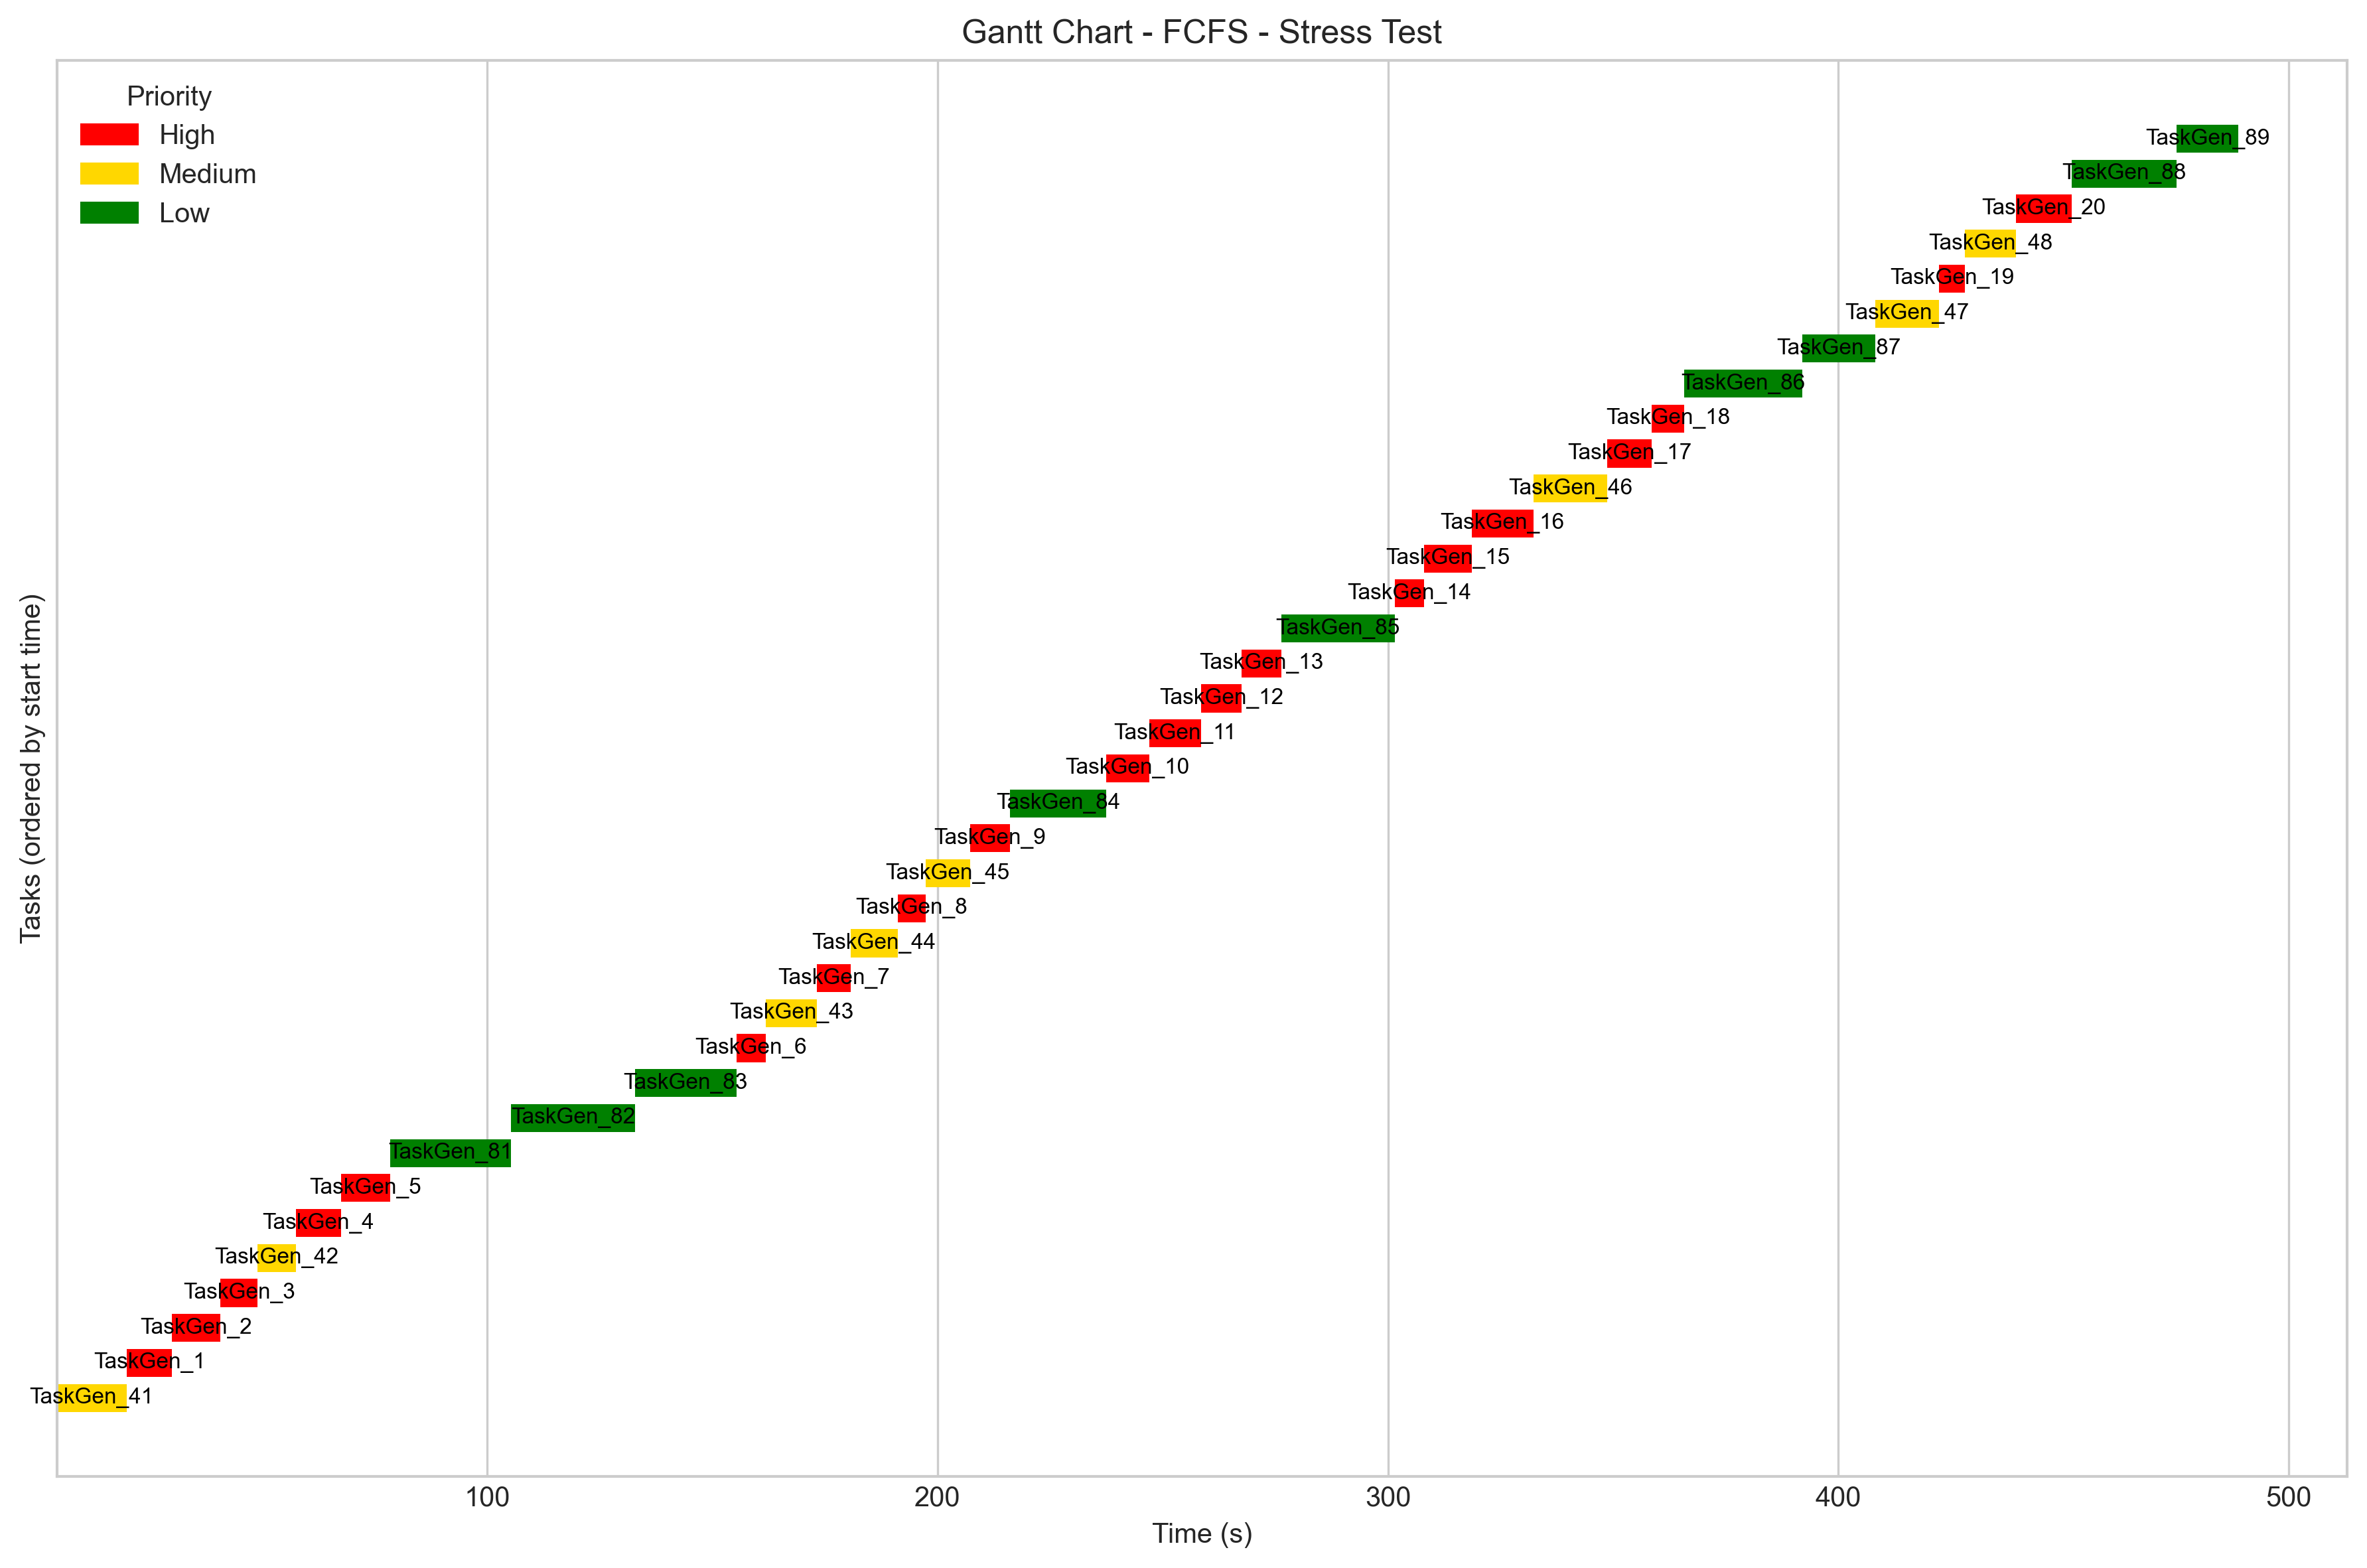 Gantt Chart - FCFS - Stress Test
Priority
High
Medium
Low
TaskGen_89
TaskGen_88
TaskGen_20
TaskGen_48
TaskGen_19
TaskGen_47
TaskGen_87
TaskGen_86
TaskGen_18
TaskGen_17
TaskGen_46
TaskGen_16
TaskGen_15
TaskGen_14
TaskGen_85
TaskGen_13
TaskGen_12
TaskGen_11
TaskGen_10
TaskGen_84
TaskGen_9
TaskGen_45
TaskGen_8
TaskGen_44
TaskGen_7
TaskGen_43
TaskGen_6
TaskGen_83
TaskGen_82
TaskGen_81
TaskGen_5
TaskGen_4
TaskGen_42
TaskGen_3
TaskGen_2
TaskGen_1
TaskGen_41
Tasks (ordered by start time)
100 200 300 400 500
Time (s)